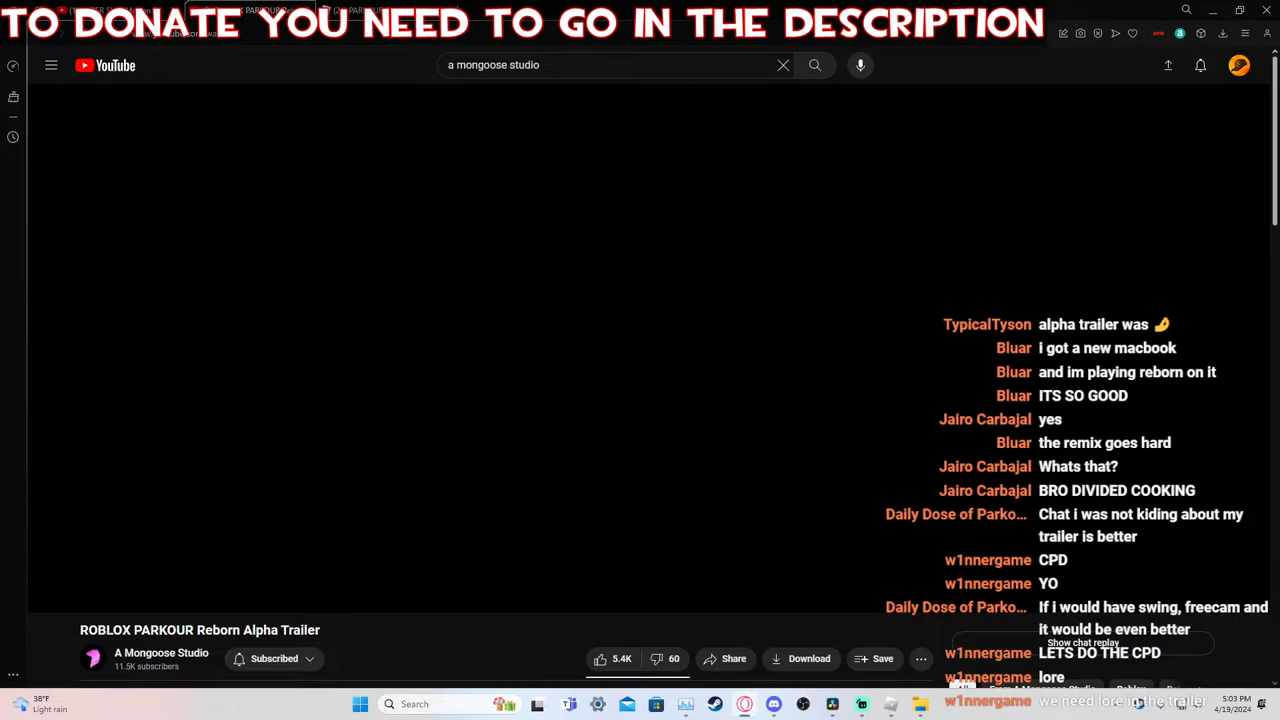 TO DONATE YOU NEED TO GO IN THE DESCRIPTION
YouTube
a mongoose studio
TypicalTyson alpha trailer was 🤌
Bluar i got a new macbook
Bluar and im playing reborn on it
Bluar ITS SO GOOD
Jairo Carbajal yes
Bluar the remix goes hard
Jairo Carbajal Whats that?
Jairo Carbajal BRO DIVIDED COOKING
Daily Dose of Parko... Chat i was not kiding about my
trailer is better
w1nnergame CPD
w1nnergame YO
Daily Dose of Parko... If i would have swing, freecam and
it would be even better
Show chat replay
w1nnergame LETS DO THE CPD
w1nnergame lore
w1nnergame we need lore in the trailer
ROBLOX PARKOUR Reborn Alpha Trailer
A Mongoose Studio
11.5K subscribers
Subscribed
5.4K
60
Share
Download
Save
38°F
Light rain
Search
5:03 PM
4/19/2024